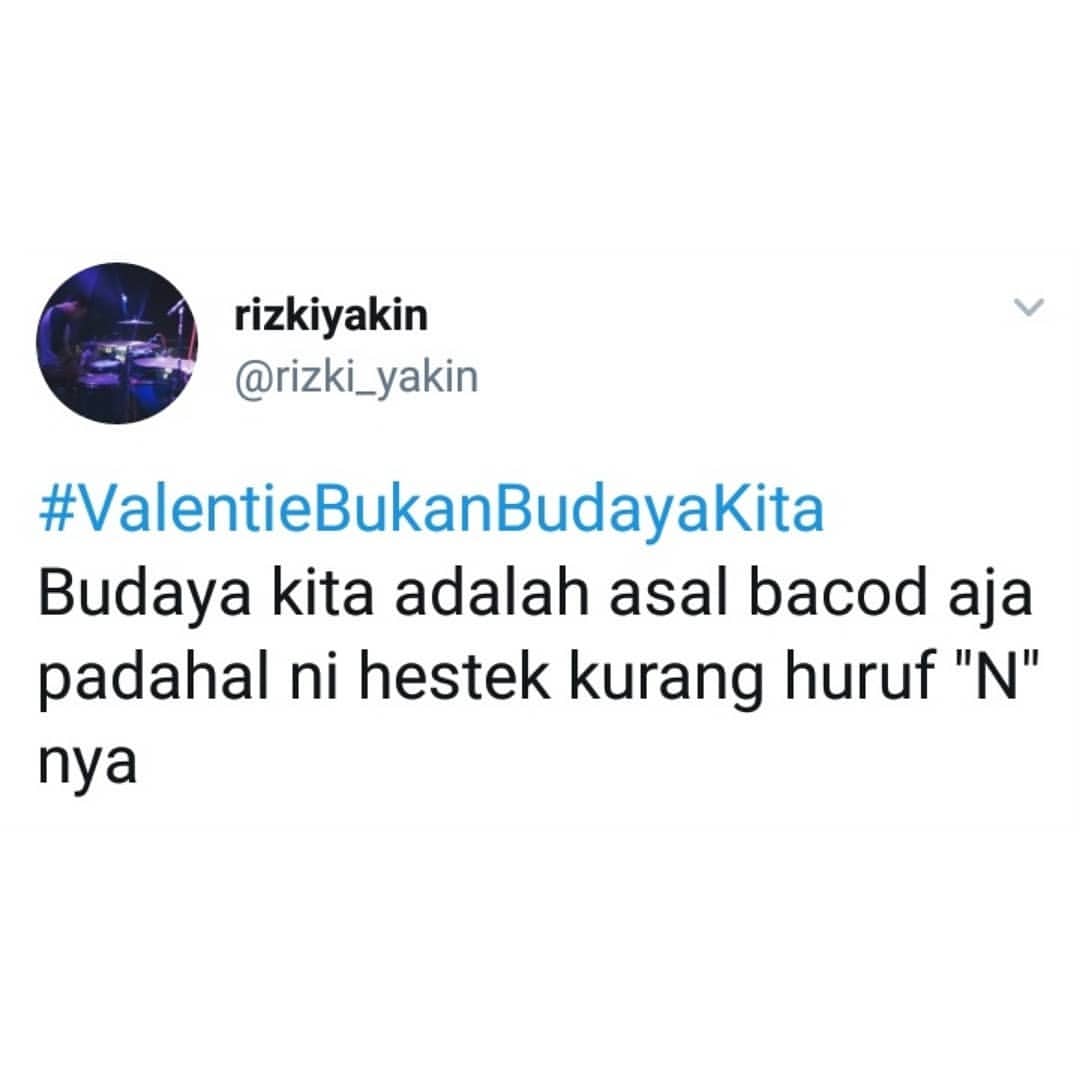 rizkiyakin
@rizki_yakin
#ValentieBukanBudayaKita
Budaya kita adalah asal bacod aja
padahal ni hestek kurang huruf "N"
nya